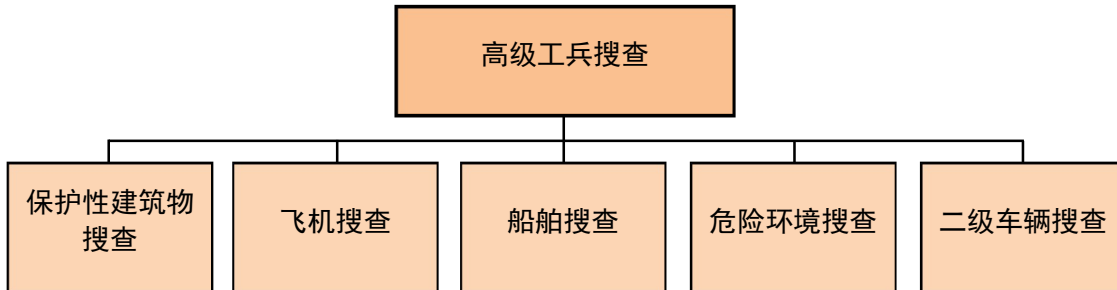 高级工兵搜查
保护性建筑物
搜查
飞机搜查
船舶搜查
危险环境搜查
二级车辆搜查